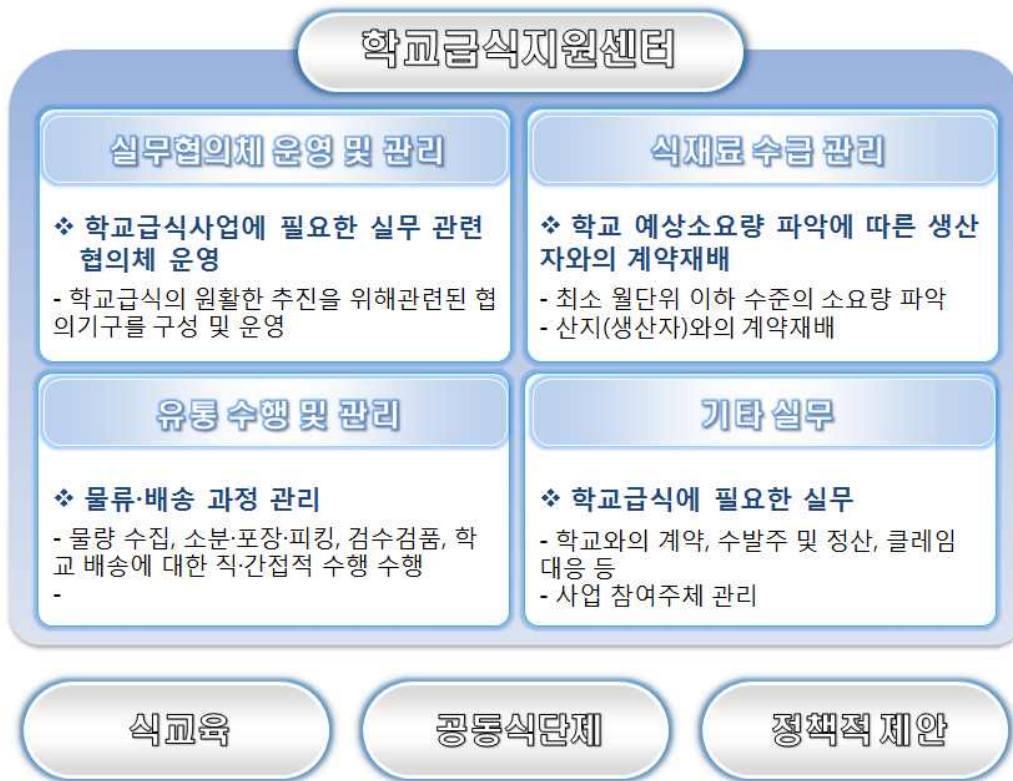 학교급식지원센터
실무협의체 운영 및 관리
❖ 학교급식사업에 필요한 실무 관련
협의체 운영
- 학교급식의 원활한 추진을 위해관련된 협
의기구를 구성 및 운영
식재료 수급 관리
❖ 학교 예상소요량 파악에 따른 생산
자와의 계약재배
- 최소 월단위 이하 수준의 소요량 파악
- 산지(생산자)와의 계약재배
유통 수행 및 관리
❖ 물류·배송 과정 관리
- 물량 수집, 소분·포장·피킹, 검수검품, 학
교 배송에 대한 직·간접적 수행 수행
-
기타 실무
❖ 학교급식에 필요한 실무
- 학교와의 계약, 수발주 및 정산, 클레임
대응 등
- 사업 참여주체 관리
식교육
공동식단제
정책적 제안